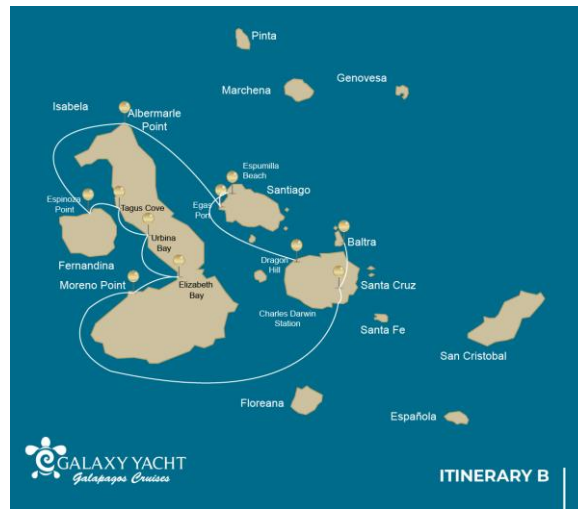 Pinta
Marchena
Genovesa
Isabela
Albermarle
Point
Espumilla
Beach
Santiago
Egas
Port
Espinoza
Point
Tagus Cove
Urbina
Bay
Baltra
Dragon
Hill
Fernandina
Moreno Point
Elizabeth
Bay
Santa Cruz
Charles Darwin
Station
Santa Fe
San Cristobal
Floreana
Española
GALAXY YACHT
Galapagos Cruises
ITINERARY B